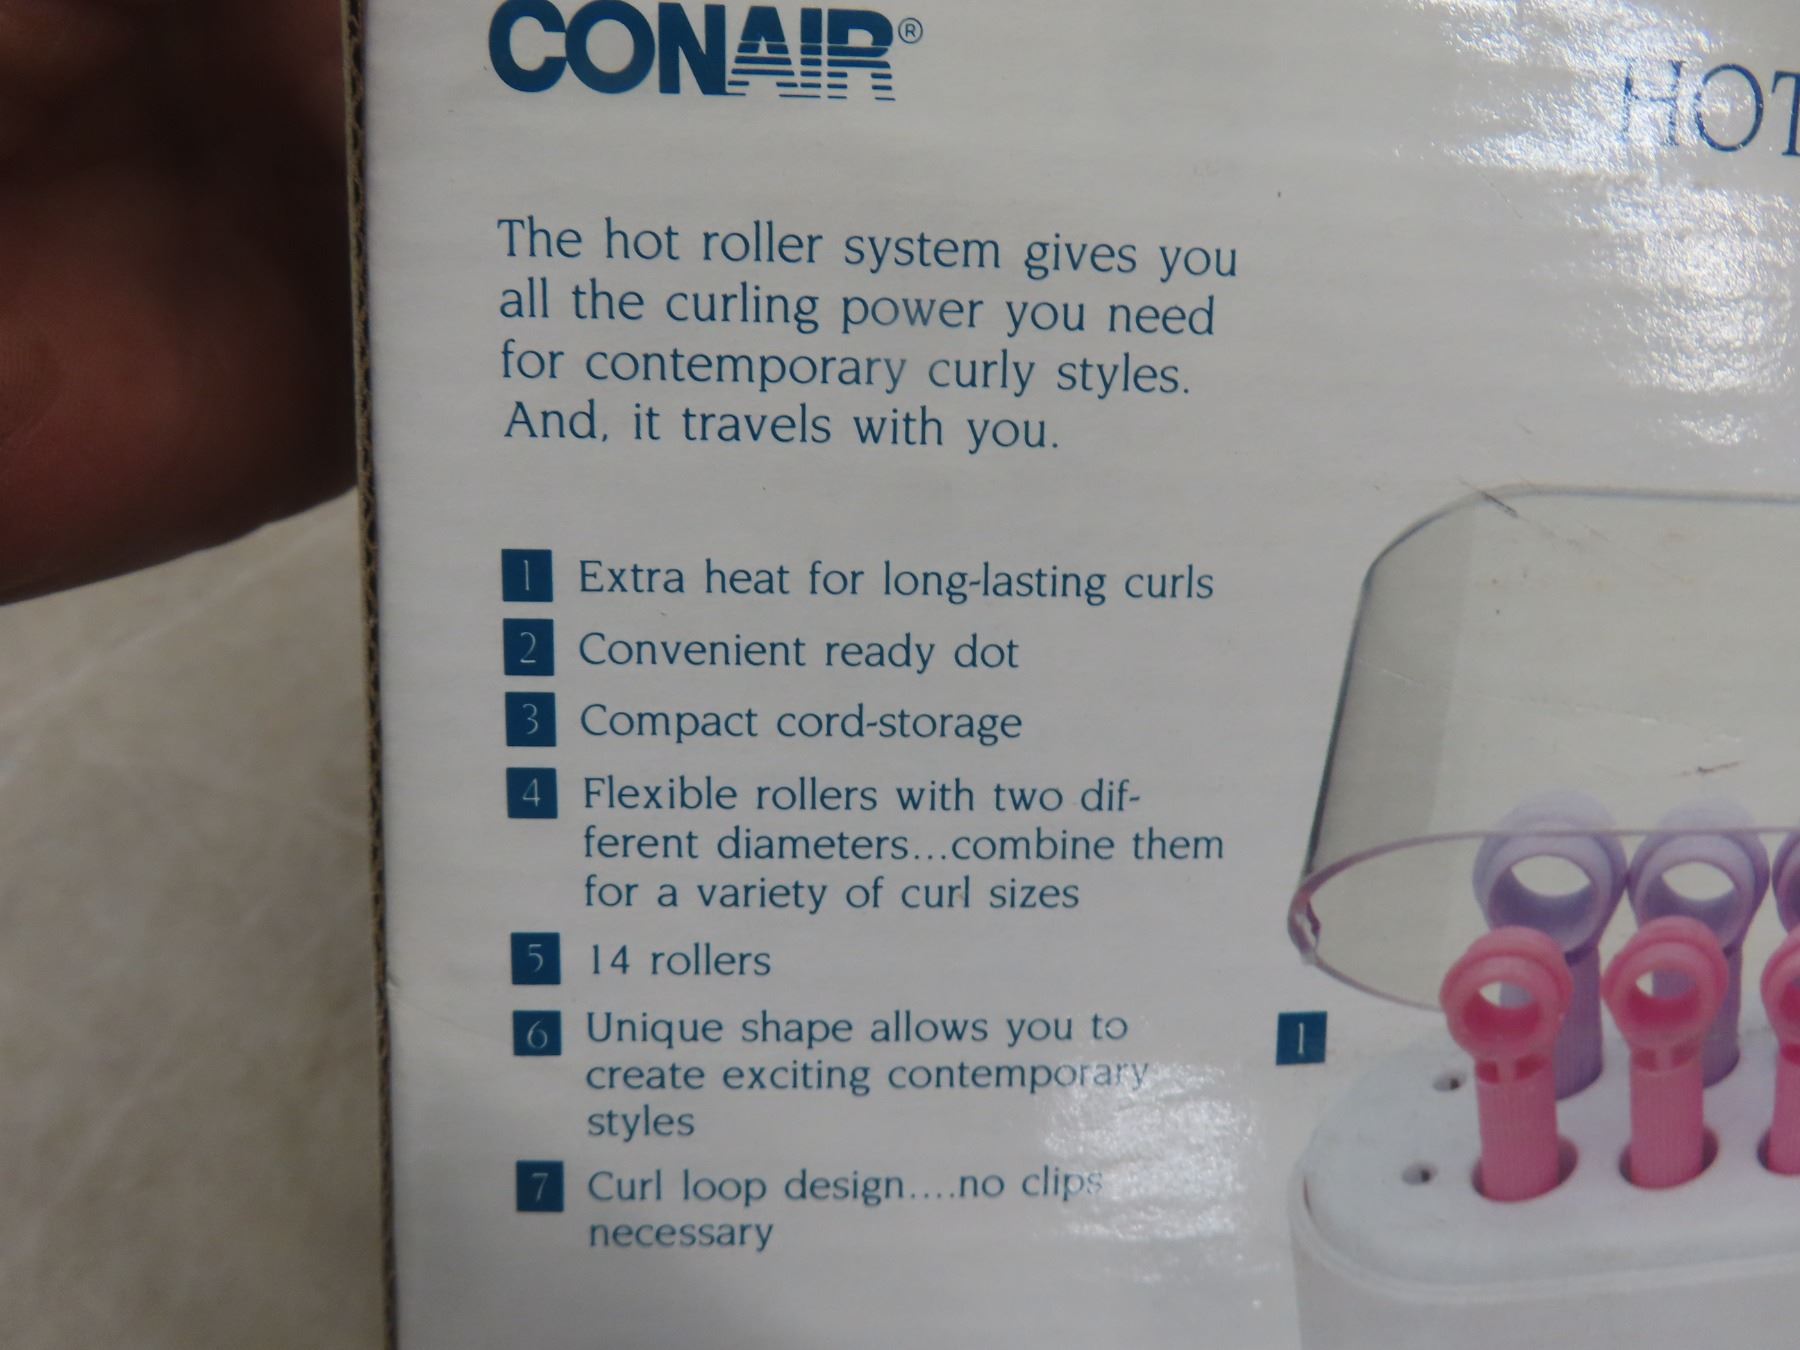 CONAIR®
HOT
The hot roller system gives you
all the curling power you need
for contemporary curly styles.
And, it travels with you.
1 Extra heat for long-lasting curls
2 Convenient ready dot
3 Compact cord-storage
4 Flexible rollers with two dif-
ferent diameters...combine them
for a variety of curl sizes
5 14 rollers
6 Unique shape allows you to
create exciting contemporary
styles
7 Curl loop design....no clips
necessary
1